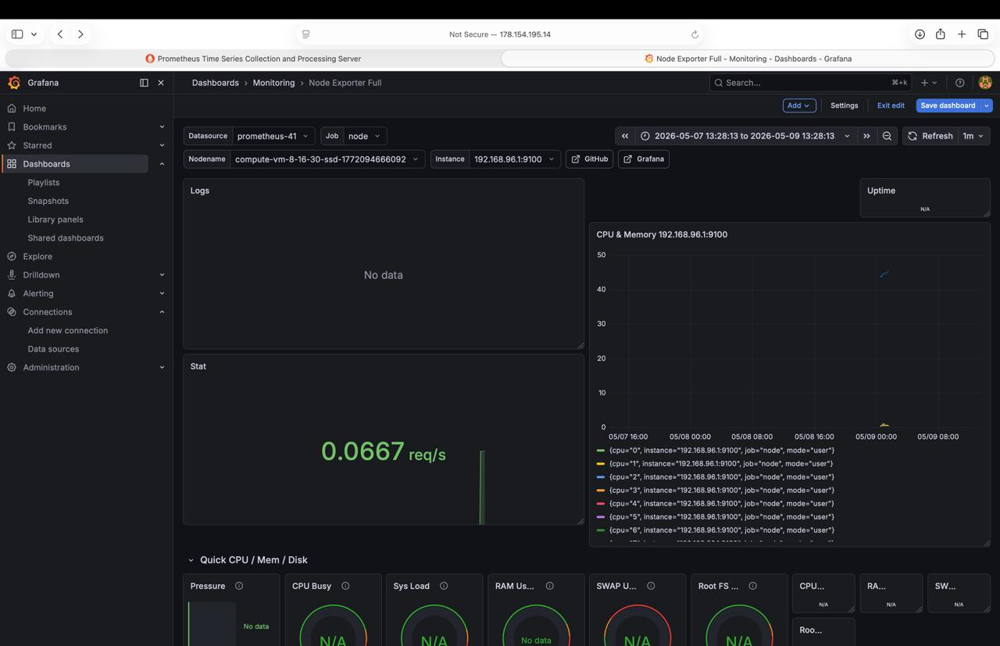 Not Secure — 178.154.195.14
Prometheus Time Series Collection and Processing Server
Node Exporter Full - Monitoring - Dashboards - Grafana
Grafana
Dashboards › Monitoring › Node Exporter Full
Search... ⌘+k
Home
Bookmarks
Starred
Dashboards
Playlists
Snapshots
Library panels
Shared dashboards
Explore
Drilldown
Alerting
Connections
Add new connection
Data sources
Administration
Add Settings Exit edit Save dashboard
Datasource prometheus-41 Job node
2026-05-07 13:28:13 to 2026-05-09 13:28:13 Refresh 1m
Nodename compute-vm-8-16-30-ssd-1772094666092 Instance 192.168.96.1:9100 GitHub Grafana
Logs
No data
Uptime
N/A
CPU & Memory 192.168.96.1:9100
50
40
30
20
10
0
05/07 16:00 05/08 00:00 05/08 08:00 05/08 16:00 05/09 00:00 05/09 08:00
{cpu="0", instance="192.168.96.1:9100", job="node", mode="user"}
{cpu="1", instance="192.168.96.1:9100", job="node", mode="user"}
{cpu="2", instance="192.168.96.1:9100", job="node", mode="user"}
{cpu="3", instance="192.168.96.1:9100", job="node", mode="user"}
{cpu="4", instance="192.168.96.1:9100", job="node", mode="user"}
{cpu="5", instance="192.168.96.1:9100", job="node", mode="user"}
{cpu="6", instance="192.168.96.1:9100", job="node", mode="user"}
Stat
0.0667 req/s
Quick CPU / Mem / Disk
Pressure
No data
CPU Busy
N/A
Sys Load
N/A
RAM Us...
No data
SWAP U...
N/A
Root FS ...
N/A
CPU...
N/A
RA...
N/A
SW...
N/A
Roo...